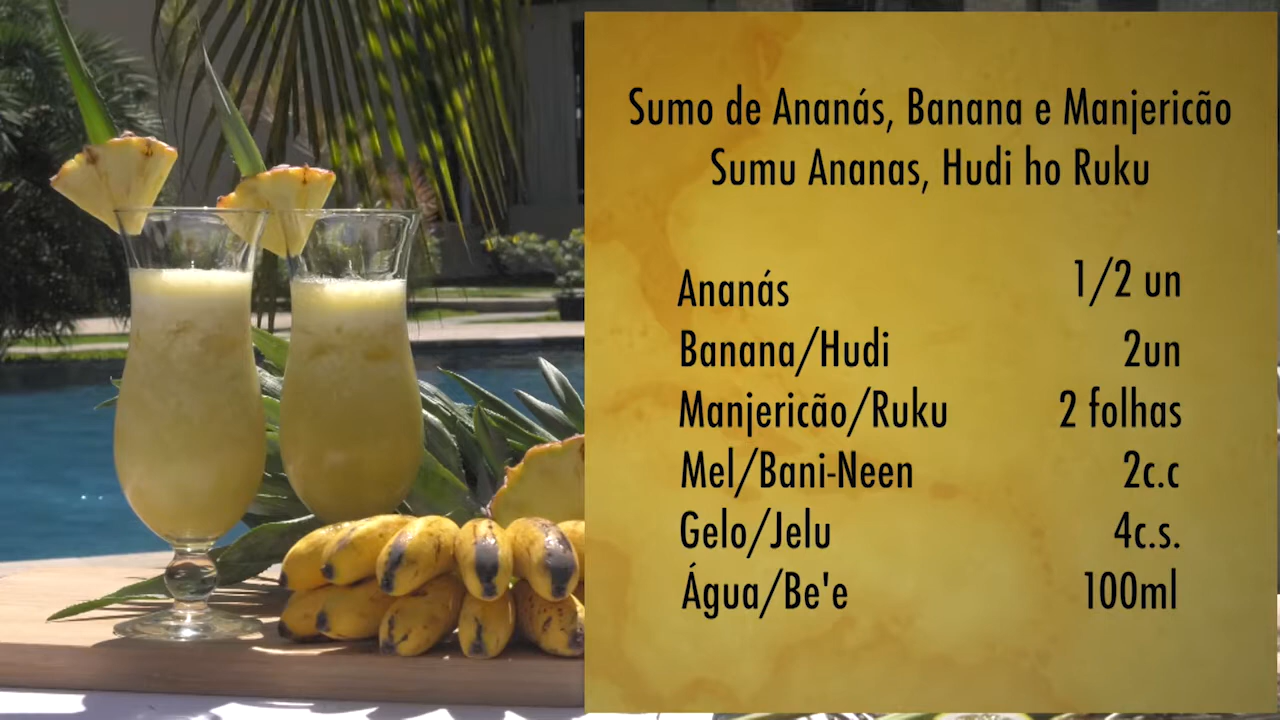 Sumo de Ananás, Banana e Manjericão
Sumu Ananas, Hudi ho Ruku
Ananás 1/2 un
Banana/Hudi 2un
Manjericão/Ruku 2 folhas
Mel/Bani-Neen 2c.c
Gelo/Jelu 4c.s.
Água/Be'e 100ml